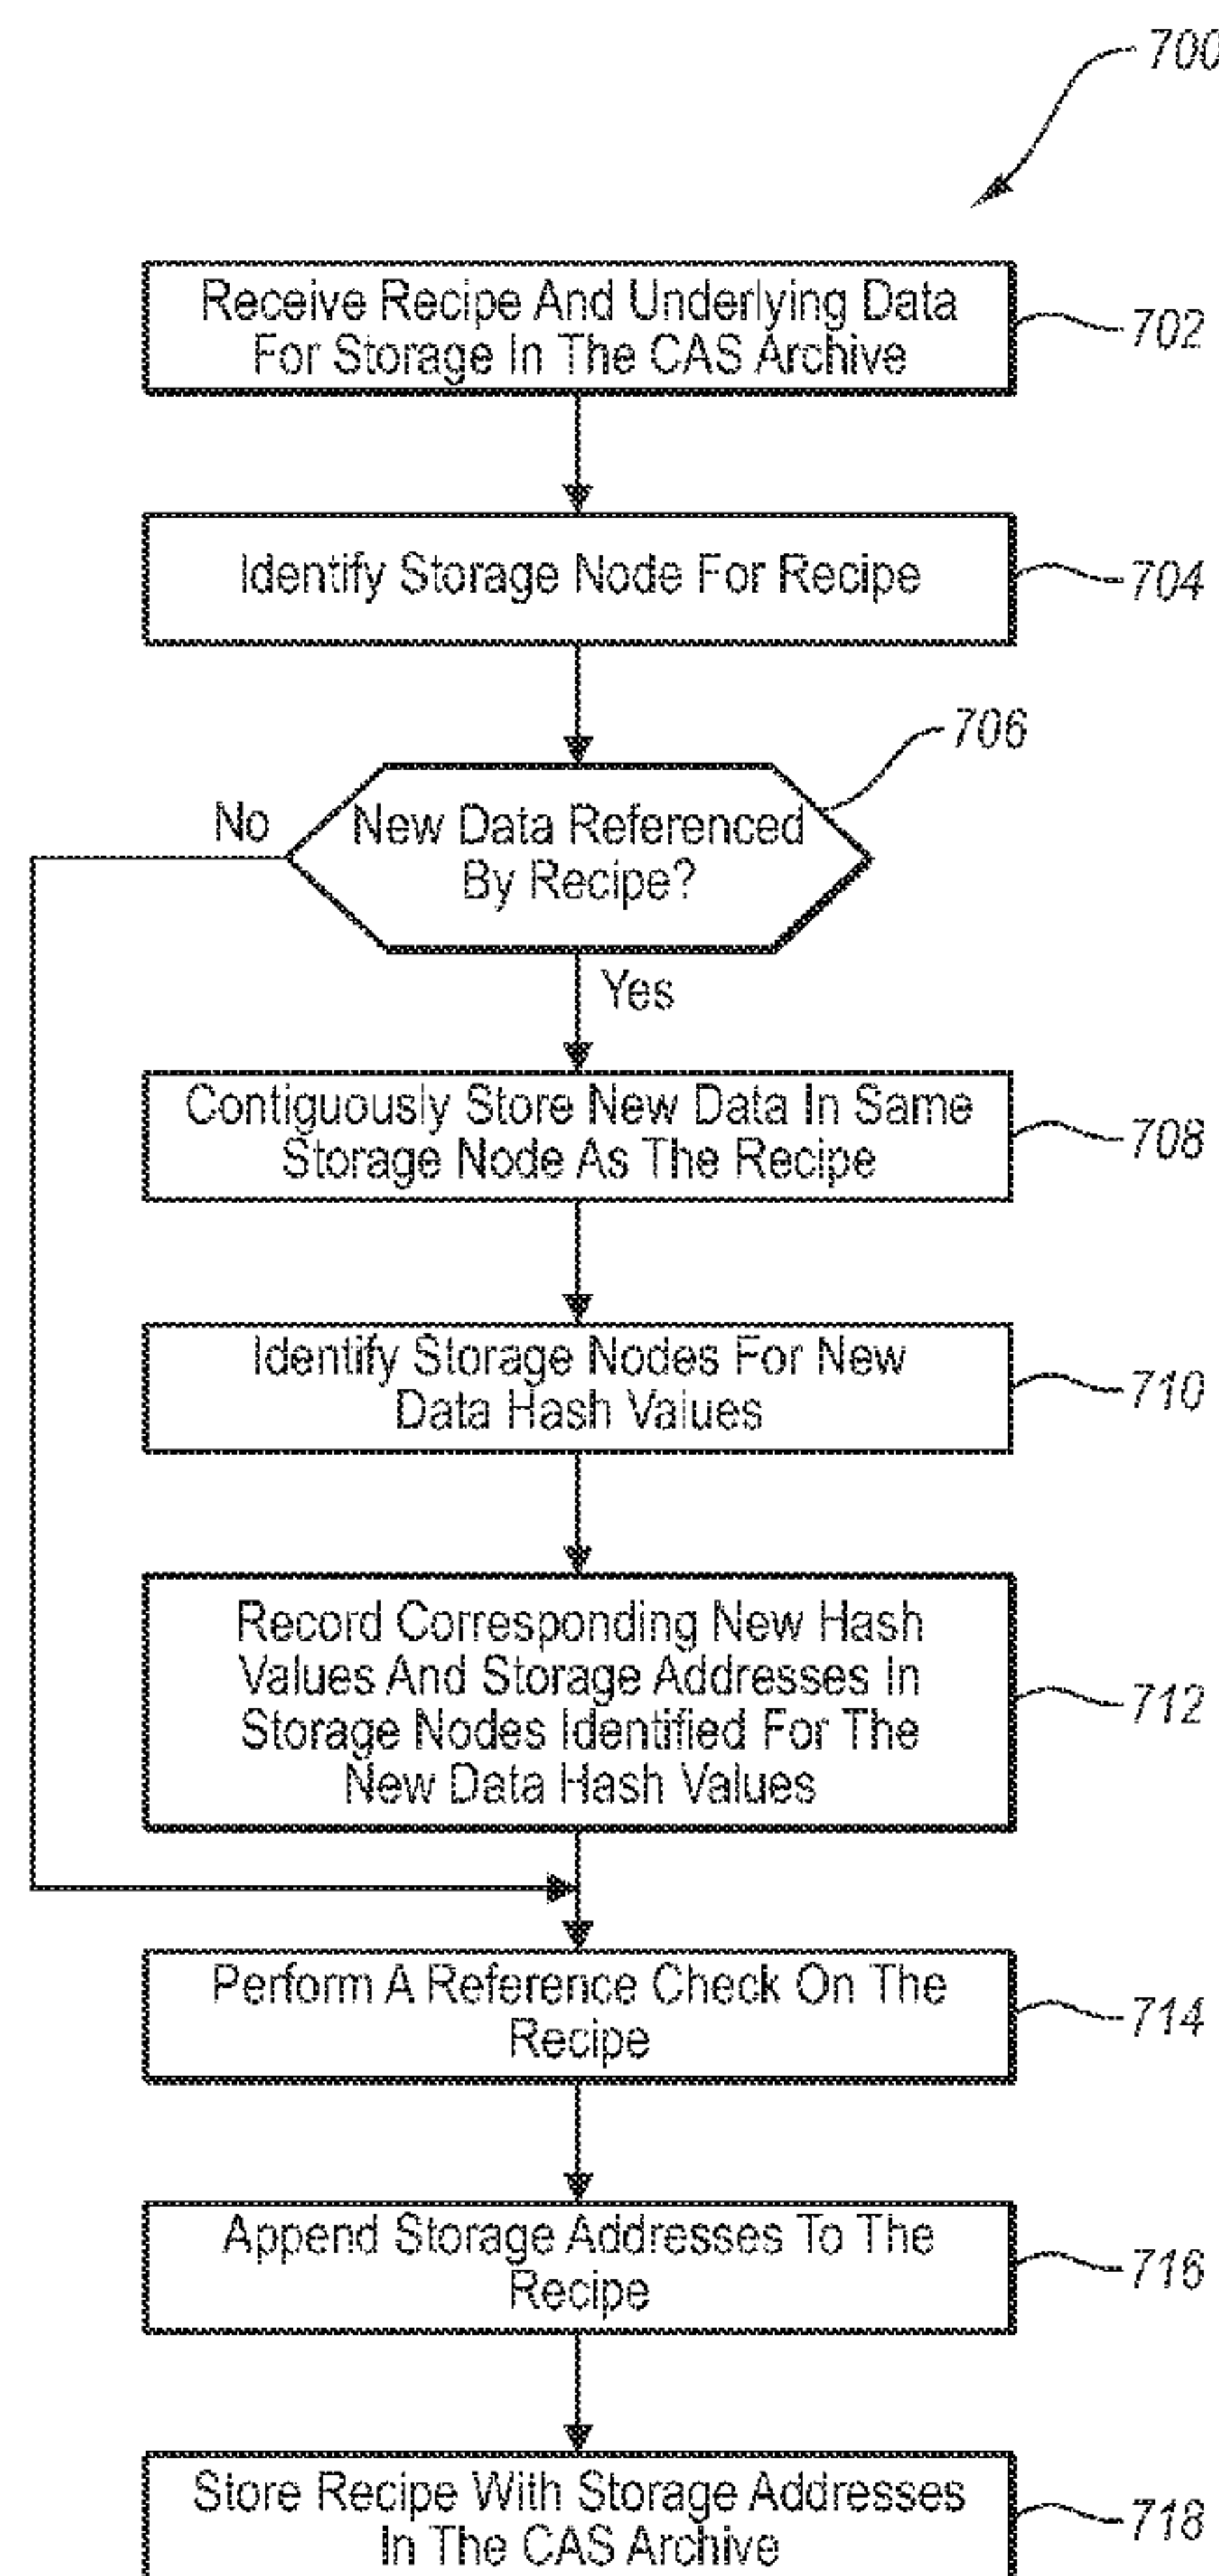 700
Receive Recipe And Underlying Data
For Storage In The CAS Archive
702
Identify Storage Node For Recipe
704
706
No
New Data Referenced
By Recipe?
Yes
Contiguously Store New Data In Same
Storage Node As The Recipe
708
Identify Storage Nodes For New
Data Hash Values
710
Record Corresponding New Hash
Values And Storage Addresses In
Storage Nodes Identified For The
New Data Hash Values
712
Perform A Reference Check On The
Recipe
714
Append Storage Addresses To The
Recipe
716
Store Recipe With Storage Addresses
In The CAS Archive
718